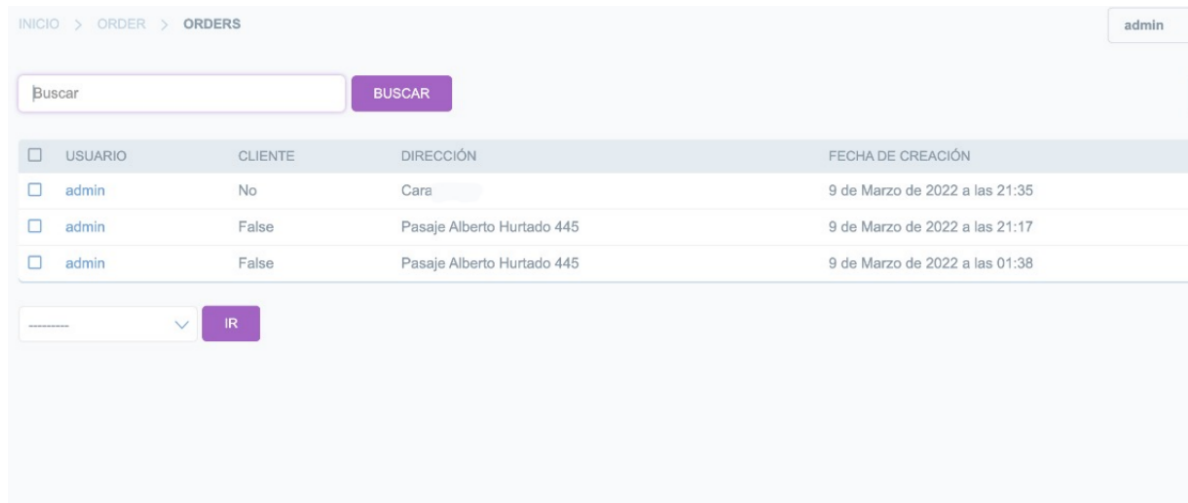 INICIO > ORDER > ORDERS
admin
Buscar
BUSCAR
USUARIO CLIENTE DIRECCIÓN FECHA DE CREACIÓN
admin No Cara 9 de Marzo de 2022 a las 21:35
admin False Pasaje Alberto Hurtado 445 9 de Marzo de 2022 a las 21:17
admin False Pasaje Alberto Hurtado 445 9 de Marzo de 2022 a las 01:38
---------
IR